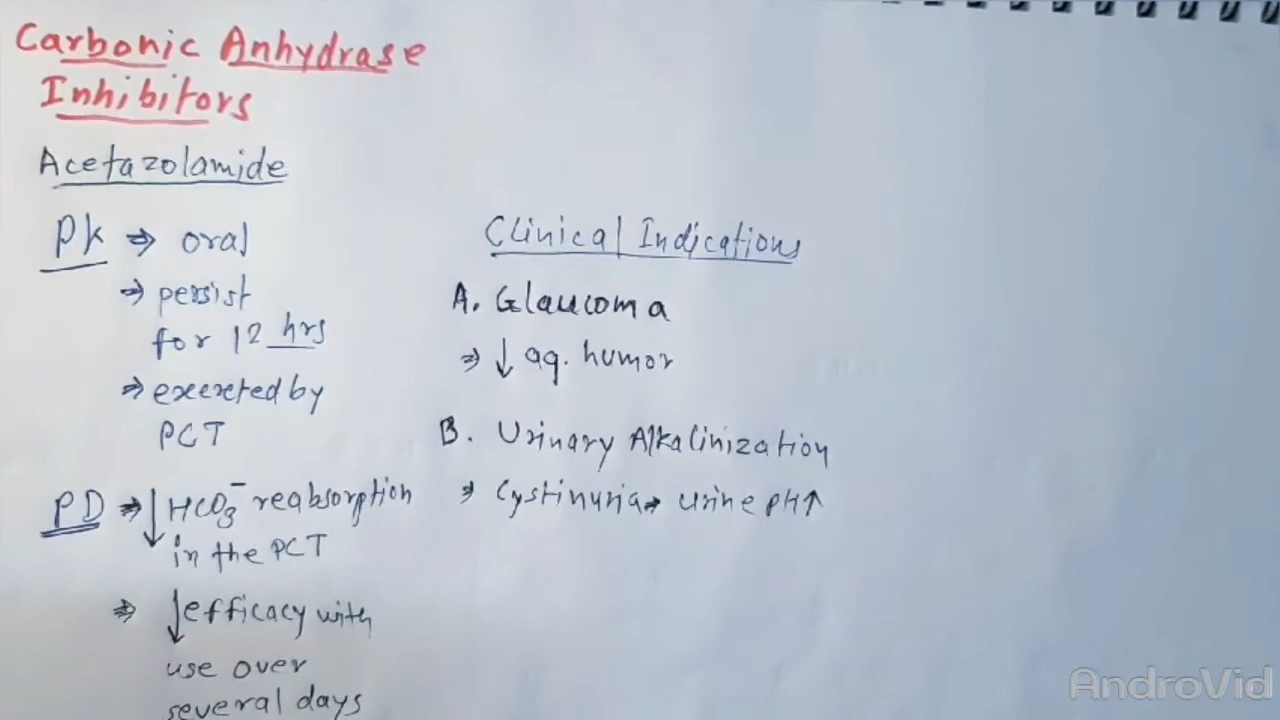 Carbonic Anhydrase
Inhibitors
Acetazolamide
PK ⇒ oral
⇒ persist
for 12 hrs
⇒ excreted by
PCT
PD ⇒ ↓ HCO3⁻ reabsorption
in the PCT
⇒ ↓ efficacy with
use over
several days
Clinical Indications
A. Glaucoma
⇒ ↓ aq. humor
B. Urinary Alkalinization
⇒ Cystinuria → urine pH↑
AndroVid